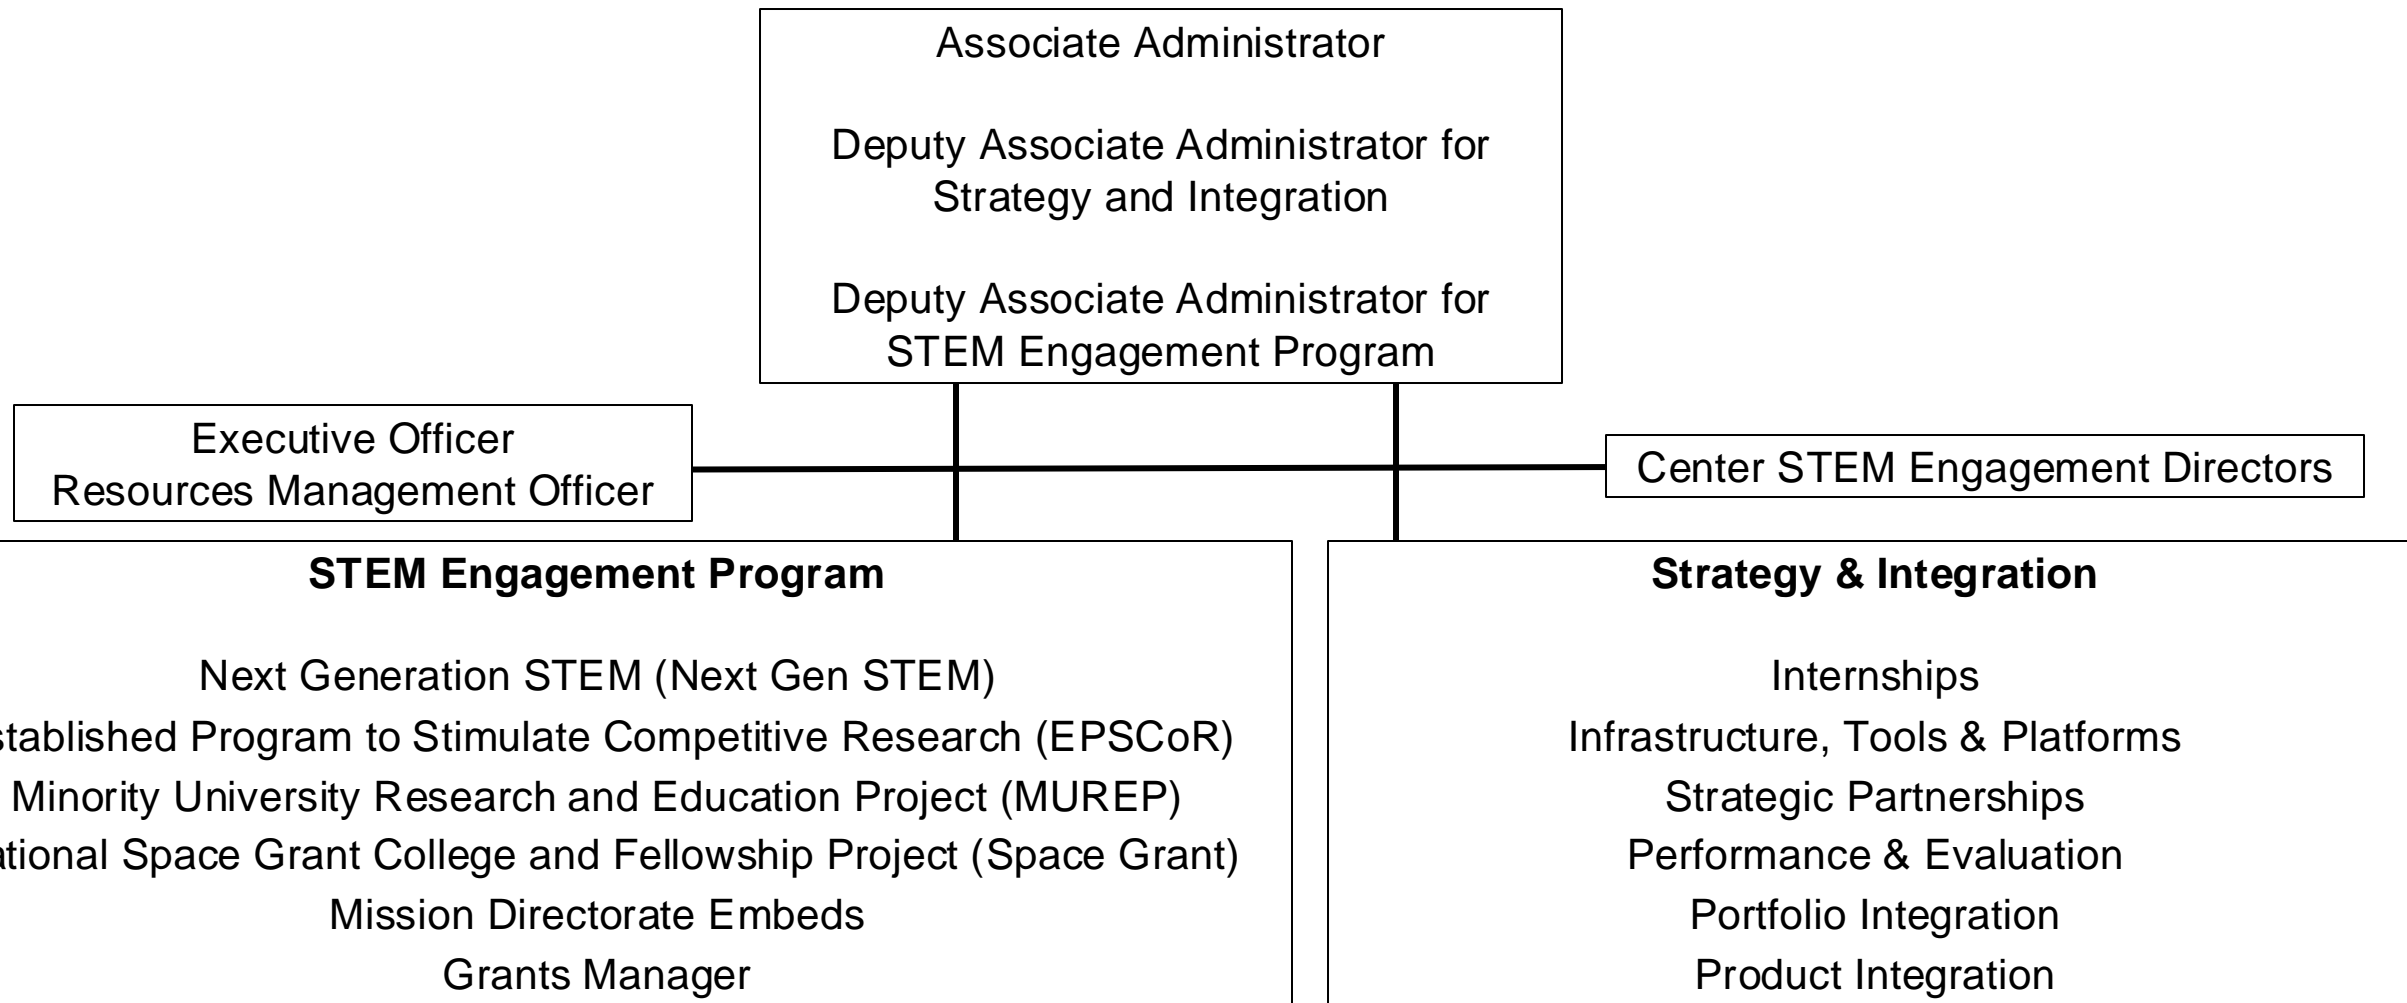 Associate Administrator
Deputy Associate Administrator for
Strategy and Integration
Deputy Associate Administrator for
STEM Engagement Program
Executive Officer
Resources Management Officer
Center STEM Engagement Directors
STEM Engagement Program
Next Generation STEM (Next Gen STEM)
stablished Program to Stimulate Competitive Research (EPSCoR)
Minority University Research and Education Project (MUREP)
ational Space Grant College and Fellowship Project (Space Grant)
Mission Directorate Embeds
Grants Manager
Strategy & Integration
Internships
Infrastructure, Tools & Platforms
Strategic Partnerships
Performance & Evaluation
Portfolio Integration
Product Integration